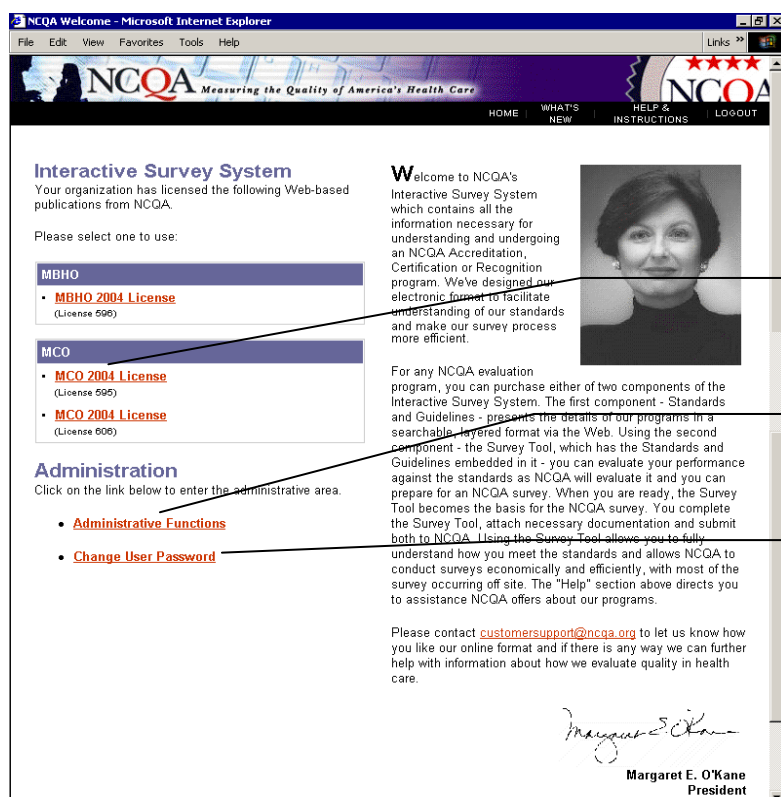 NCQA Welcome - Microsoft Internet Explorer
File Edit View Favorites Tools Help Links »
NCQA Measuring the Quality of America's Health Care
NCQA
HOME | WHAT'S NEW | HELP & INSTRUCTIONS | LOGOUT
Interactive Survey System
Your organization has licensed the following Web-based
publications from NCQA.
Please select one to use:
MBHO
• MBHO 2004 License
(License 596)
MCO
• MCO 2004 License
(License 595)
• MCO 2004 License
(License 606)
Administration
Click on the link below to enter the administrative area.
• Administrative Functions
• Change User Password
Welcome to NCQA's
Interactive Survey System
which contains all the
information necessary for
understanding and undergoing
an NCQA Accreditation,
Certification or Recognition
program. We've designed our
electronic format to facilitate
understanding of our standards
and make our survey process
more efficient.
For any NCQA evaluation
program, you can purchase either of two components of the
Interactive Survey System. The first component - Standards
and Guidelines - presents the details of our programs in a
searchable, layered format via the Web. Using the second
component - the Survey Tool, which has the Standards and
Guidelines embedded in it - you can evaluate your performance
against the standards as NCQA will evaluate it and you can
prepare for an NCQA survey. When you are ready, the Survey
Tool becomes the basis for the NCQA survey. You complete
the Survey Tool, attach necessary documentation and submit
both to NCQA. Using the Survey Tool allows you to fully
understand how you meet the standards and allows NCQA to
conduct surveys economically and efficiently, with most of the
survey occurring off site. The "Help" section above directs you
to assistance NCQA offers about our programs.
Please contact customersupport@ncqa.org to let us know how
you like our online format and if there is any way we can further
help with information about how we evaluate quality in health
care.
Margaret E. O'Kane
Margaret E. O'Kane
President